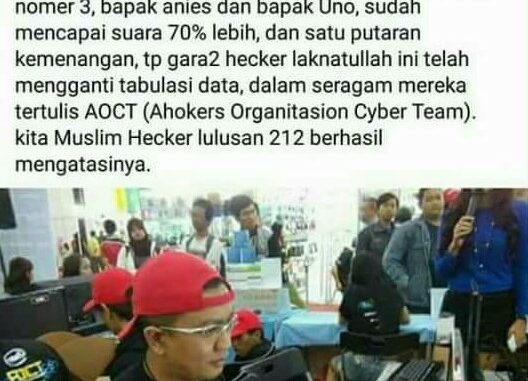 nomer 3, bapak anies dan bapak Uno, sudah
mencapai suara 70% lebih, dan satu putaran
kemenangan, tp gara2 hecker laknatullah ini telah
mengganti tabulasi data, dalam seragam mereka
tertulis AOCT (Ahokers Organitasion Cyber Team).
kita Muslim Hecker lulusan 212 berhasil
mengatasinya.